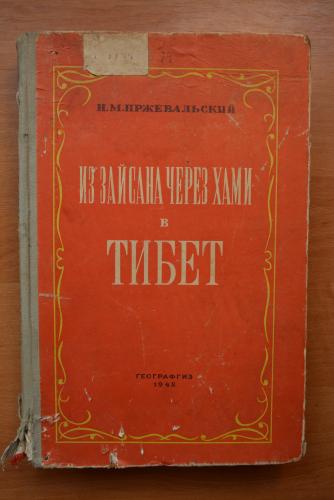 Н. М. ПРЖЕВАЛЬСКИЙ
ИЗ ЗАЙСАНА ЧЕРЕЗ ХАМИ
В
ТИБЕТ
ГЕОГРАФГИЗ
1948